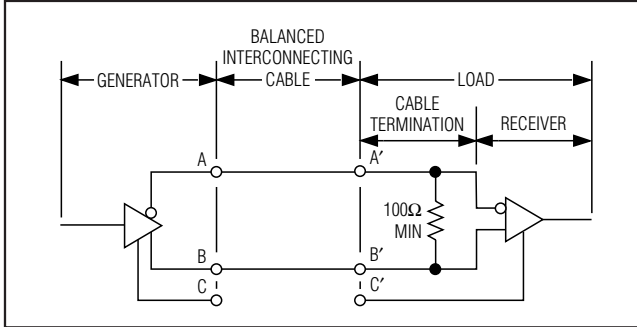 BALANCED
INTERCONNECTING
GENERATOR
CABLE
LOAD
CABLE
TERMINATION
RECEIVER
A
A′
100Ω
MIN
B
B′
C
C′